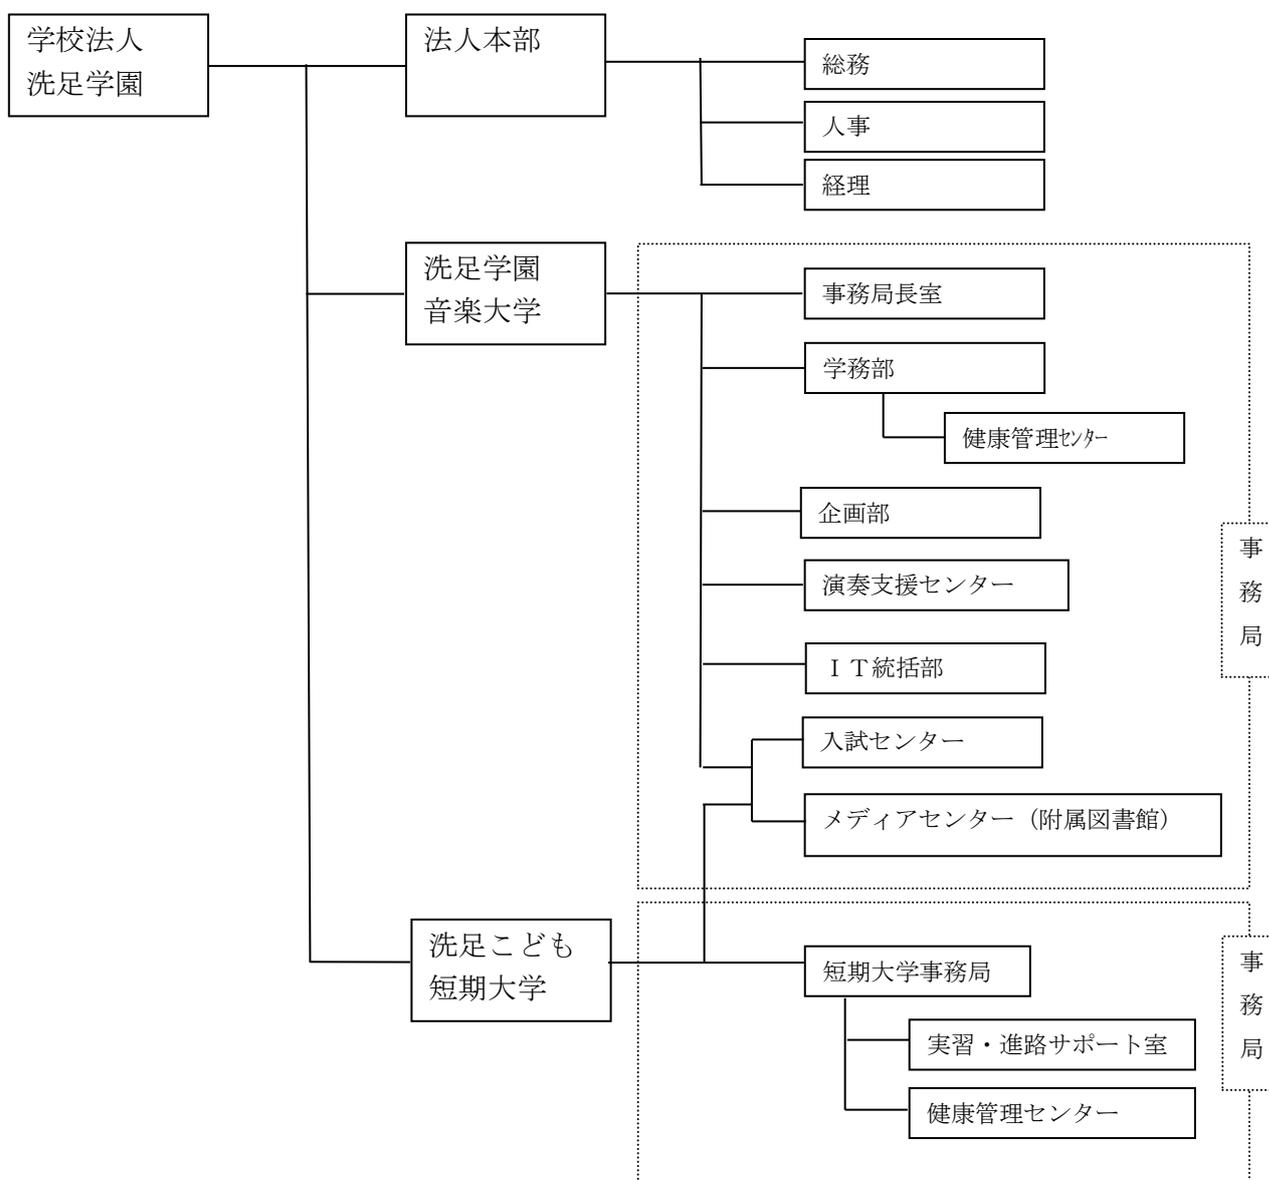 学校法人
洗足学園
法人本部
総務
人事
経理
洗足学園
音楽大学
事務局長室
学務部
健康管理ｾﾝﾀｰ
企画部
演奏支援センター
ＩＴ統括部
入試センター
メディアセンター（附属図書館）
事
務
局
洗足こども
短期大学
短期大学事務局
実習・進路サポート室
健康管理センター
事
務
局